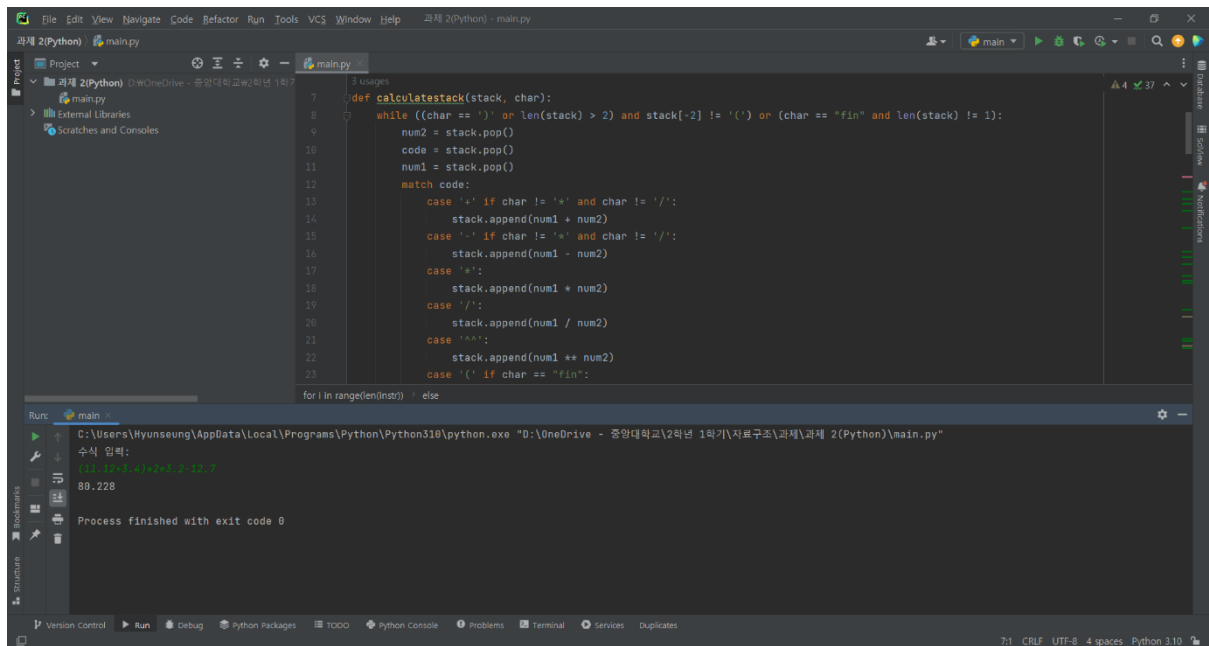 File Edit View Navigate Code Refactor Run Tools VCS Window Help 과제 2(Python) - main.py
과제 2(Python) main.py main
Project main.py
과제 2(Python) D:₩OneDrive - 중앙대학교₩2학년 1학기
main.py
External Libraries
Scratches and Consoles
3 usages 4 37
7 def calculatestack(stack, char):
8 while ((char == ')' or len(stack) > 2) and stack[-2] != '(') or (char == "fin" and len(stack) != 1):
9 num2 = stack.pop()
10 code = stack.pop()
11 num1 = stack.pop()
12 match code:
13 case '+' if char != '*' and char != '/':
14 stack.append(num1 + num2)
15 case '-' if char != '*' and char != '/':
16 stack.append(num1 - num2)
17 case '*':
18 stack.append(num1 * num2)
19 case '/':
20 stack.append(num1 / num2)
21 case '^^':
22 stack.append(num1 ** num2)
23 case '(' if char == "fin":
for i in range(len(instr)) else
Project
Database
SciView
Notifications
Run: main
C:\Users\Hyunseung\AppData\Local\Programs\Python\Python310\python.exe "D:\OneDrive - 중앙대학교\2학년 1학기\자료구조\과제\과제 2(Python)\main.py"
수식 입력:
(11.12+3.4)*2*3.2-12.7
80.228
Process finished with exit code 0
Bookmarks
Structure
Version Control Run Debug Python Packages TODO Python Console Problems Terminal Services Duplicates
7:1 CRLF UTF-8 4 spaces Python 3.10